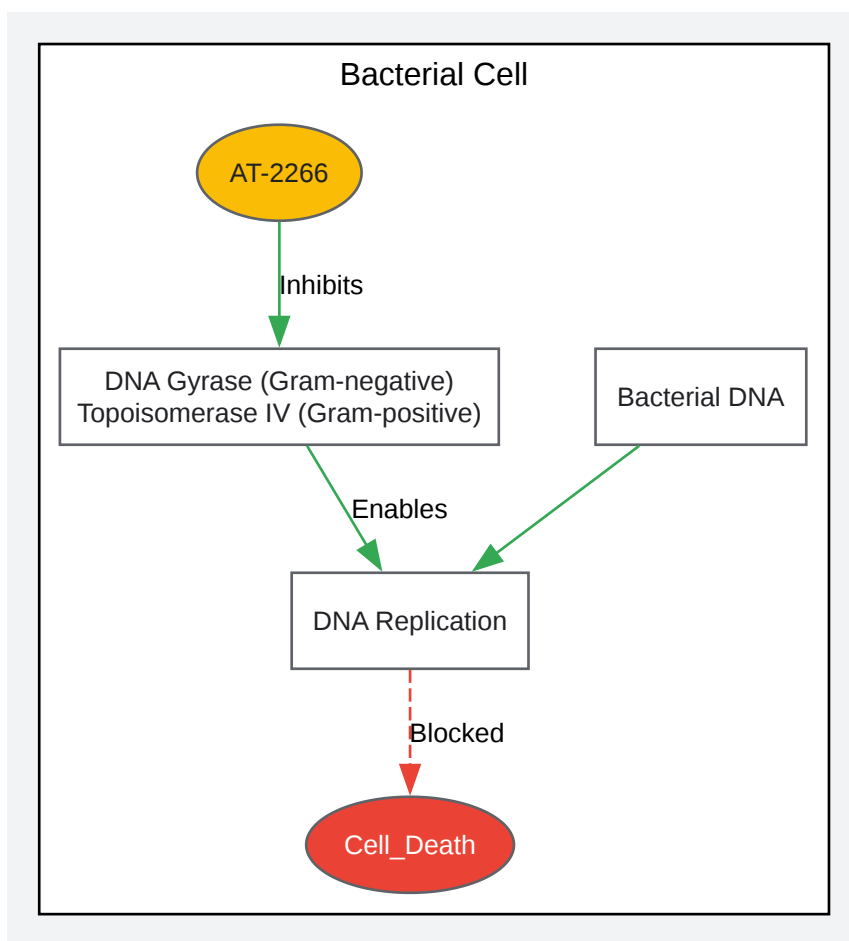 Bacterial Cell
AT-2266
Inhibits
DNA Gyrase (Gram-negative)
Topoisomerase IV (Gram-positive)
Bacterial DNA
Enables
DNA Replication
Blocked
Cell_Death